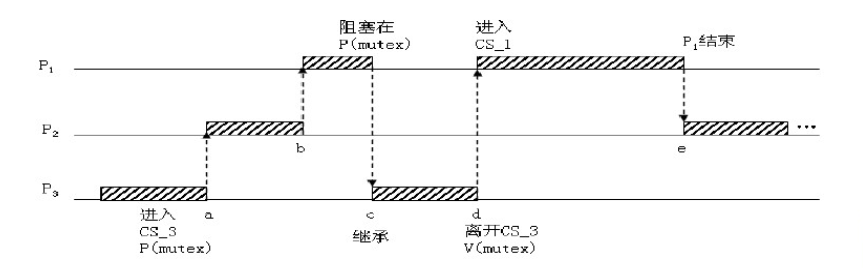 阻塞在
P(mutex)
进入
CS_1
P₁结束
P₁
P₂
b
e
...
P₃
进入
CS_3
P(mutex)
a
c
继承
d
离开CS_3
V(mutex)